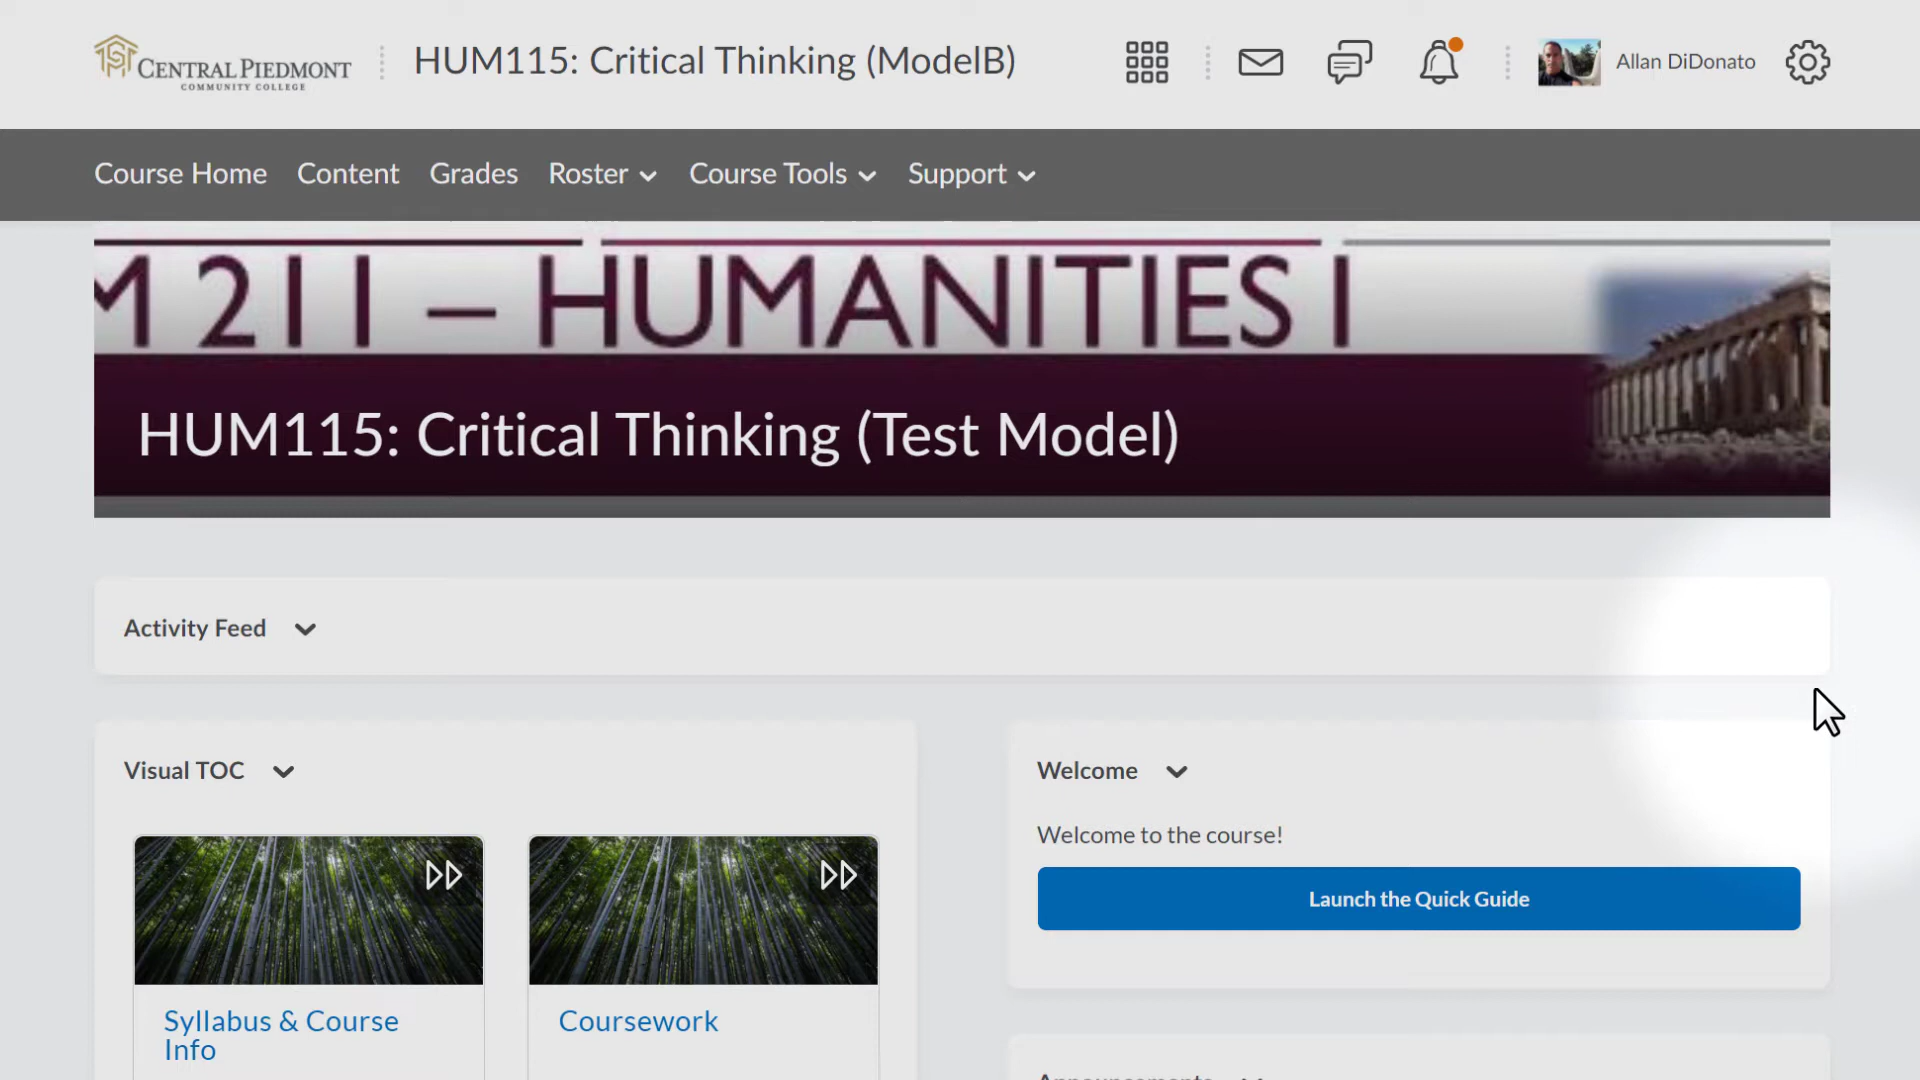 CENTRAL PIEDMONT
COMMUNITY COLLEGE
HUM115: Critical Thinking (ModelB)
Allan DiDonato
Course Home Content Grades Roster Course Tools Support
M 211 – HUMANITIES I
HUM115: Critical Thinking (Test Model)
Activity Feed
Visual TOC
Welcome
Welcome to the course!
Launch the Quick Guide
Syllabus & Course
Info
Coursework
Announcements